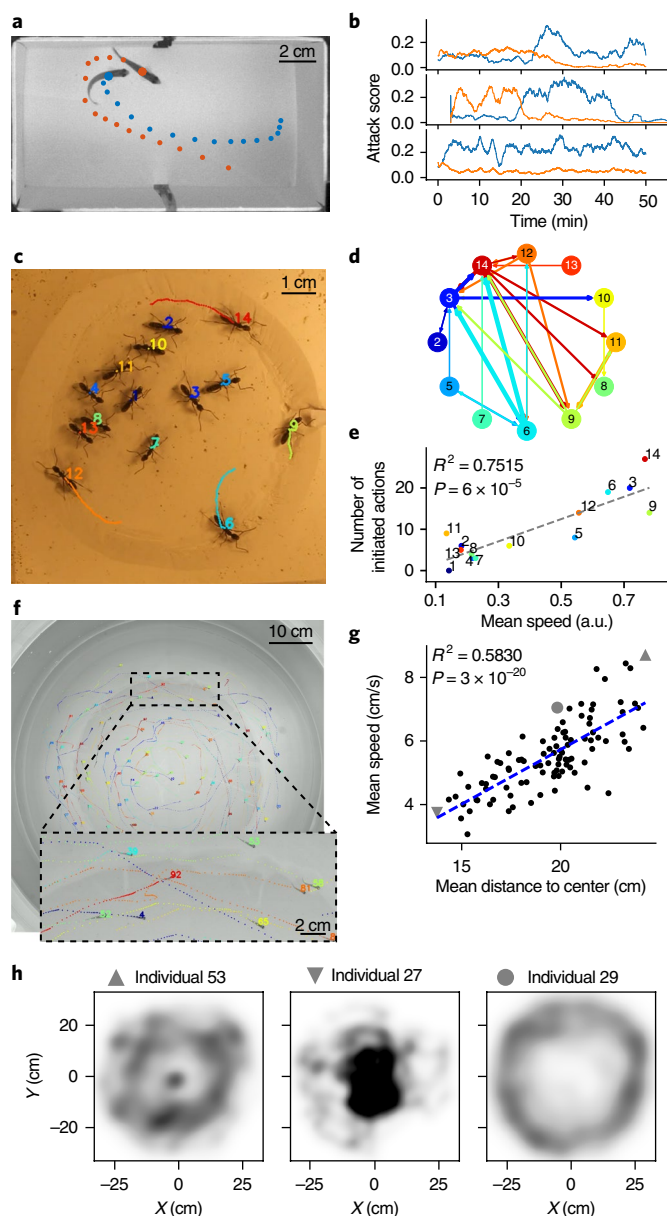 a
2 cm
b
0.2
0.0
0.2
0.0
0.2
0.0
Attack score
0 10 20 30 40 50
Time (min)
c
1 cm
14
2
10
11
4
1
3
5
8
13
7
9
12
6
d
12
14
13
3
10
2
11
5
8
7
6
9
e
R² = 0.7515
P = 6 × 10⁻⁵
14
6
3
12
9
11
2
5
10
13
8
4
7
1
20
10
0
Number of
initiated actions
0.1 0.3 0.5 0.7
Mean speed (a.u.)
f
10 cm
92
4
2 cm
g
R² = 0.5830
P = 3 × 10⁻²⁰
8
6
4
Mean speed (cm/s)
15 20
Mean distance to center (cm)
h
Individual 53
Individual 27
Individual 29
20
0
−20
Y (cm)
−25 0 25
−25 0 25
−25 0 25
X (cm)
X (cm)
X (cm)